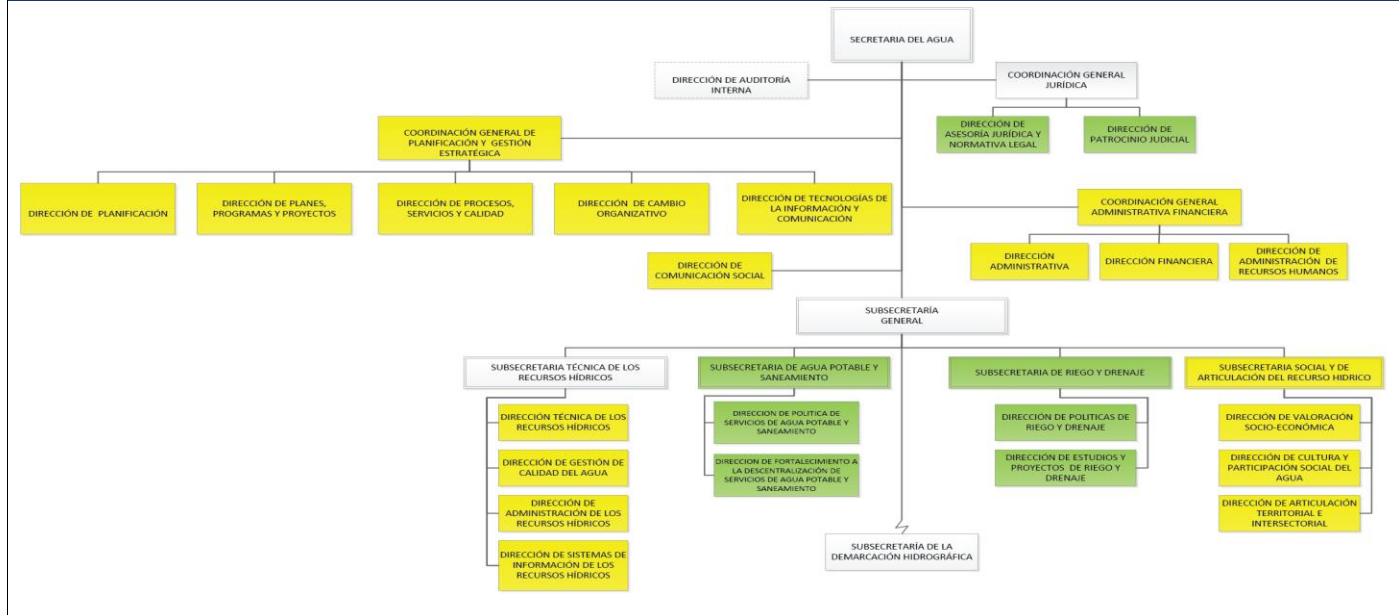 SECRETARIA DEL AGUA
DIRECCIÓN DE AUDITORÍA
INTERNA
COORDINACIÓN GENERAL
JURÍDICA
DIRECCIÓN DE
ASESORÍA JURÍDICA Y
NORMATIVA LEGAL
DIRECCIÓN DE
PATROCINIO JUDICIAL
COORDINACIÓN GENERAL DE
PLANIFICACIÓN Y GESTIÓN
ESTRATÉGICA
DIRECCIÓN DE PLANIFICACIÓN
DIRECCIÓN DE PLANES,
PROGRAMAS Y PROYECTOS
DIRECCIÓN DE PROCESOS,
SERVICIOS Y CALIDAD
DIRECCIÓN DE CAMBIO
ORGANIZATIVO
DIRECCIÓN DE TECNOLOGÍAS DE
LA INFORMACIÓN Y
COMUNICACIÓN
COORDINACIÓN GENERAL
ADMINISTRATIVA FINANCIERA
DIRECCIÓN
ADMINISTRATIVA
DIRECCIÓN FINANCIERA
DIRECCIÓN DE
ADMINISTRACIÓN DE
RECURSOS HUMANOS
DIRECCIÓN DE
COMUNICACIÓN SOCIAL
SUBSECRETARÍA
GENERAL
SUBSECRETARIA TÉCNICA DE LOS
RECURSOS HÍDRICOS
DIRECCIÓN TÉCNICA DE LOS
RECURSOS HÍDRICOS
DIRECCIÓN DE GESTIÓN DE
CALIDAD DEL AGUA
DIRECCIÓN DE
ADMINISTRACIÓN DE LOS
RECURSOS HÍDRICOS
DIRECCIÓN DE SISTEMAS DE
INFORMACIÓN DE LOS
RECURSOS HÍDRICOS
SUBSECRETARIA DE AGUA POTABLE Y
SANEAMIENTO
DIRECCION DE POLITICA DE
SERVICIOS DE AGUA POTABLE Y
SANEAMIENTO
DIRECCION DE FORTALECIMIENTO A
LA DESCENTRALIZACIÓN DE
SERVICIOS DE AGUA POTABLE Y
SANEAMIENTO
SUBSECRETARIA DE RIEGO Y DRENAJE
DIRECCIÓN DE POLITICAS DE
RIEGO Y DRENAJE
DIRECCIÓN DE ESTUDIOS Y
PROYECTOS DE RIEGO Y
DRENAJE
SUBSECRETARIA SOCIAL Y DE
ARTICULACIÓN DEL RECURSO HIDRICO
DIRECCIÓN DE VALORACIÓN
SOCIO-ECONÓMICA
DIRECCIÓN DE CULTURA Y
PARTICIPACIÓN SOCIAL DEL
AGUA
DIRECCIÓN DE ARTICULACIÓN
TERRITORIAL E
INTERSECTORIAL
SUBSECRETARÍA DE LA
DEMARCACIÓN HIDROGRÁFICA